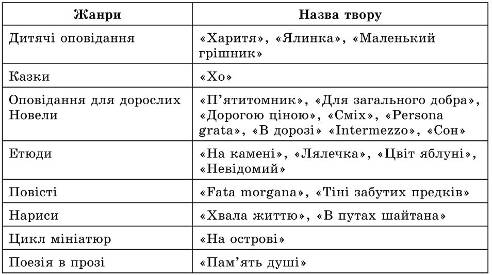 Жанри Назва твору
Дитячі оповідання «Харитя», «Ялинка», «Маленький
грішник»
Казки «Хо»
Оповідання для дорослих «П’ятитомник», «Для загального добра»,
Новели «Дорогою ціною», «Сміх», «Persona
grata», «В дорозі» «Intermezzo», «Сон»
Етюди «На камені», «Лялечка», «Цвіт яблуні»,
«Невідомий»
Повісті «Fata morgana», «Тіні забутих предків»
Нариси «Хвала життю», «В путах шайтана»
Цикл мініатюр «На острові»
Поезія в прозі «Пам’ять душі»